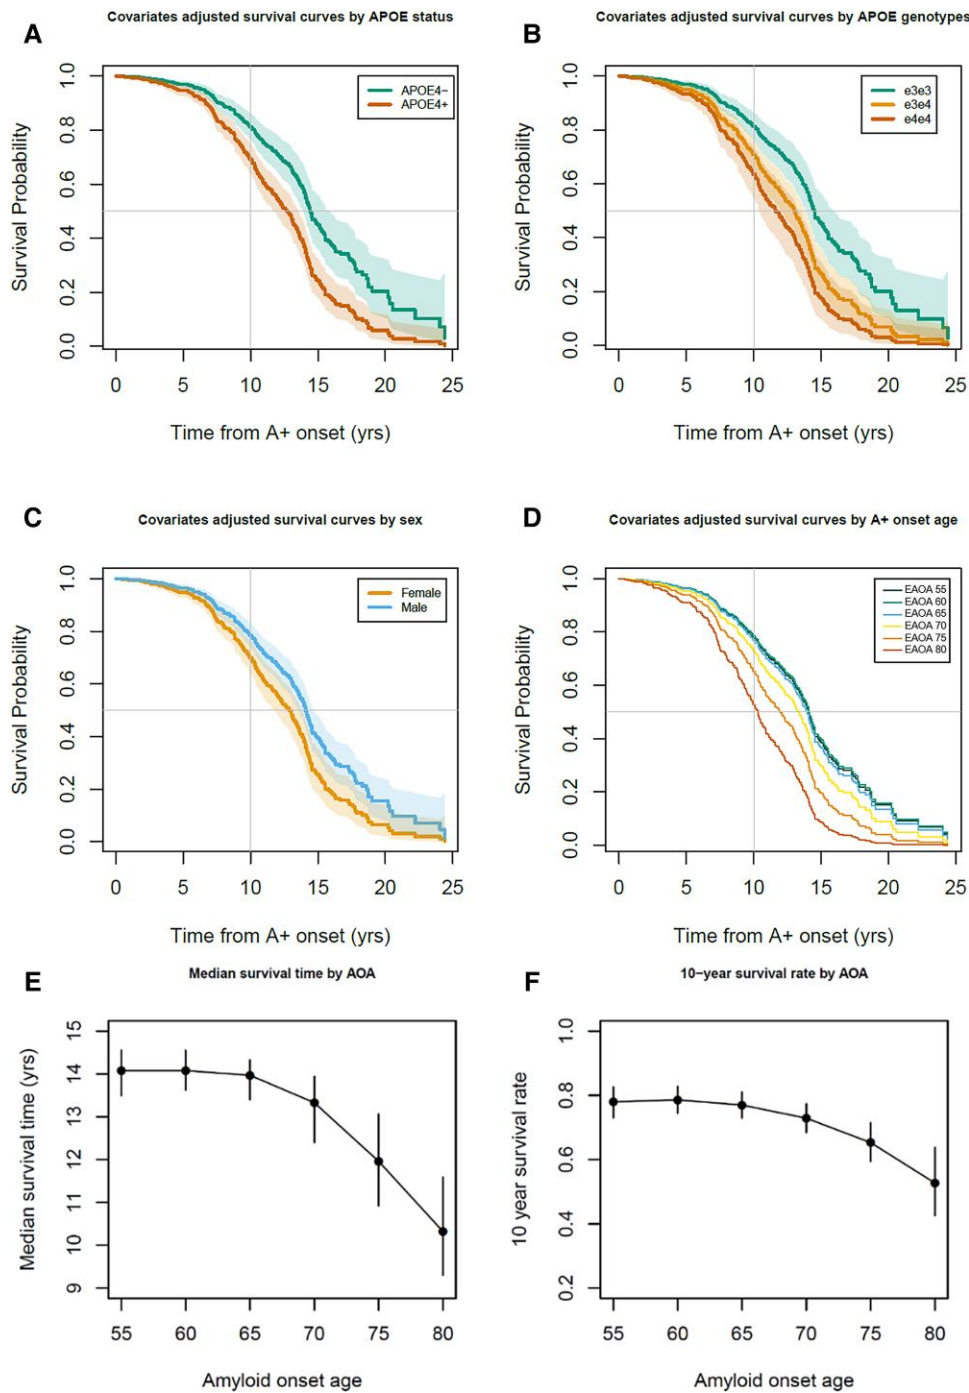 A
Covariates adjusted survival curves by APOE status
Survival Probability
1.0
0.8
0.6
0.4
0.2
0.0
APOE4−
APOE4+
0 5 10 15 20 25
Time from A+ onset (yrs)
B
Covariates adjusted survival curves by APOE genotypes
Survival Probability
1.0
0.8
0.6
0.4
0.2
0.0
e3e3
e3e4
e4e4
0 5 10 15 20 25
Time from A+ onset (yrs)
C
Covariates adjusted survival curves by sex
Survival Probability
1.0
0.8
0.6
0.4
0.2
0.0
Female
Male
0 5 10 15 20 25
Time from A+ onset (yrs)
D
Covariates adjusted survival curves by A+ onset age
Survival Probability
1.0
0.8
0.6
0.4
0.2
0.0
EAOA 55
EAOA 60
EAOA 65
EAOA 70
EAOA 75
EAOA 80
0 5 10 15 20 25
Time from A+ onset (yrs)
E
Median survival time by AOA
Median survival time (yrs)
15
14
13
12
11
10
9
55 60 65 70 75 80
Amyloid onset age
F
10−year survival rate by AOA
10 year survival rate
1.0
0.8
0.6
0.4
0.2
55 60 65 70 75 80
Amyloid onset age